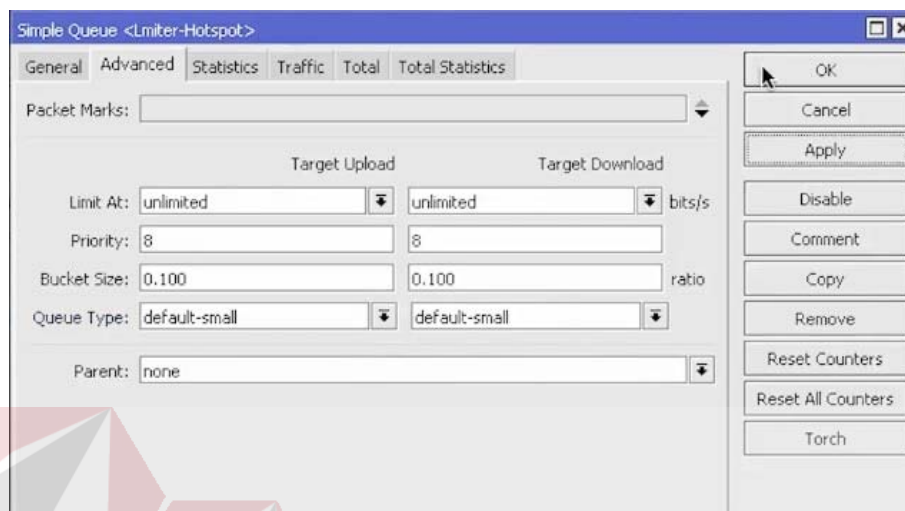 Simple Queue <Lmiter-Hotspot>
General Advanced Statistics Traffic Total Total Statistics
Packet Marks:
Target Upload Target Download
Limit At: unlimited unlimited bits/s
Priority: 8 8
Bucket Size: 0.100 0.100 ratio
Queue Type: default-small default-small
Parent: none
OK
Cancel
Apply
Disable
Comment
Copy
Remove
Reset Counters
Reset All Counters
Torch